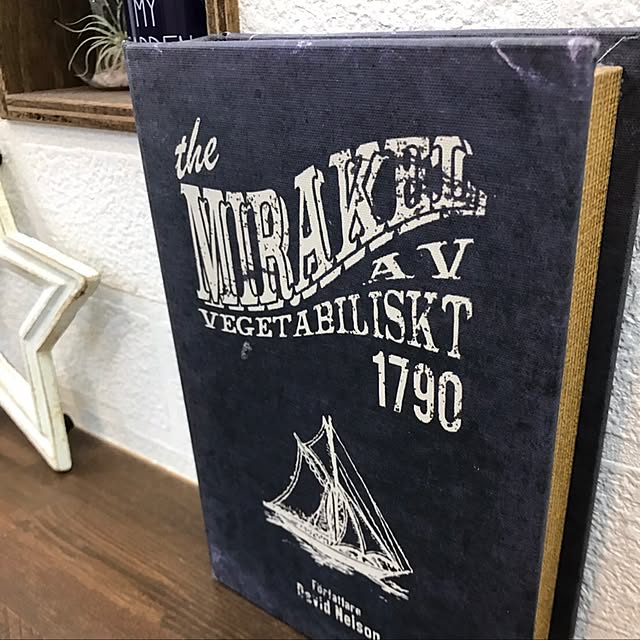 MY
the
MIRAKEL
AV
VEGETABILISKT
1790
Författare
David Nelson